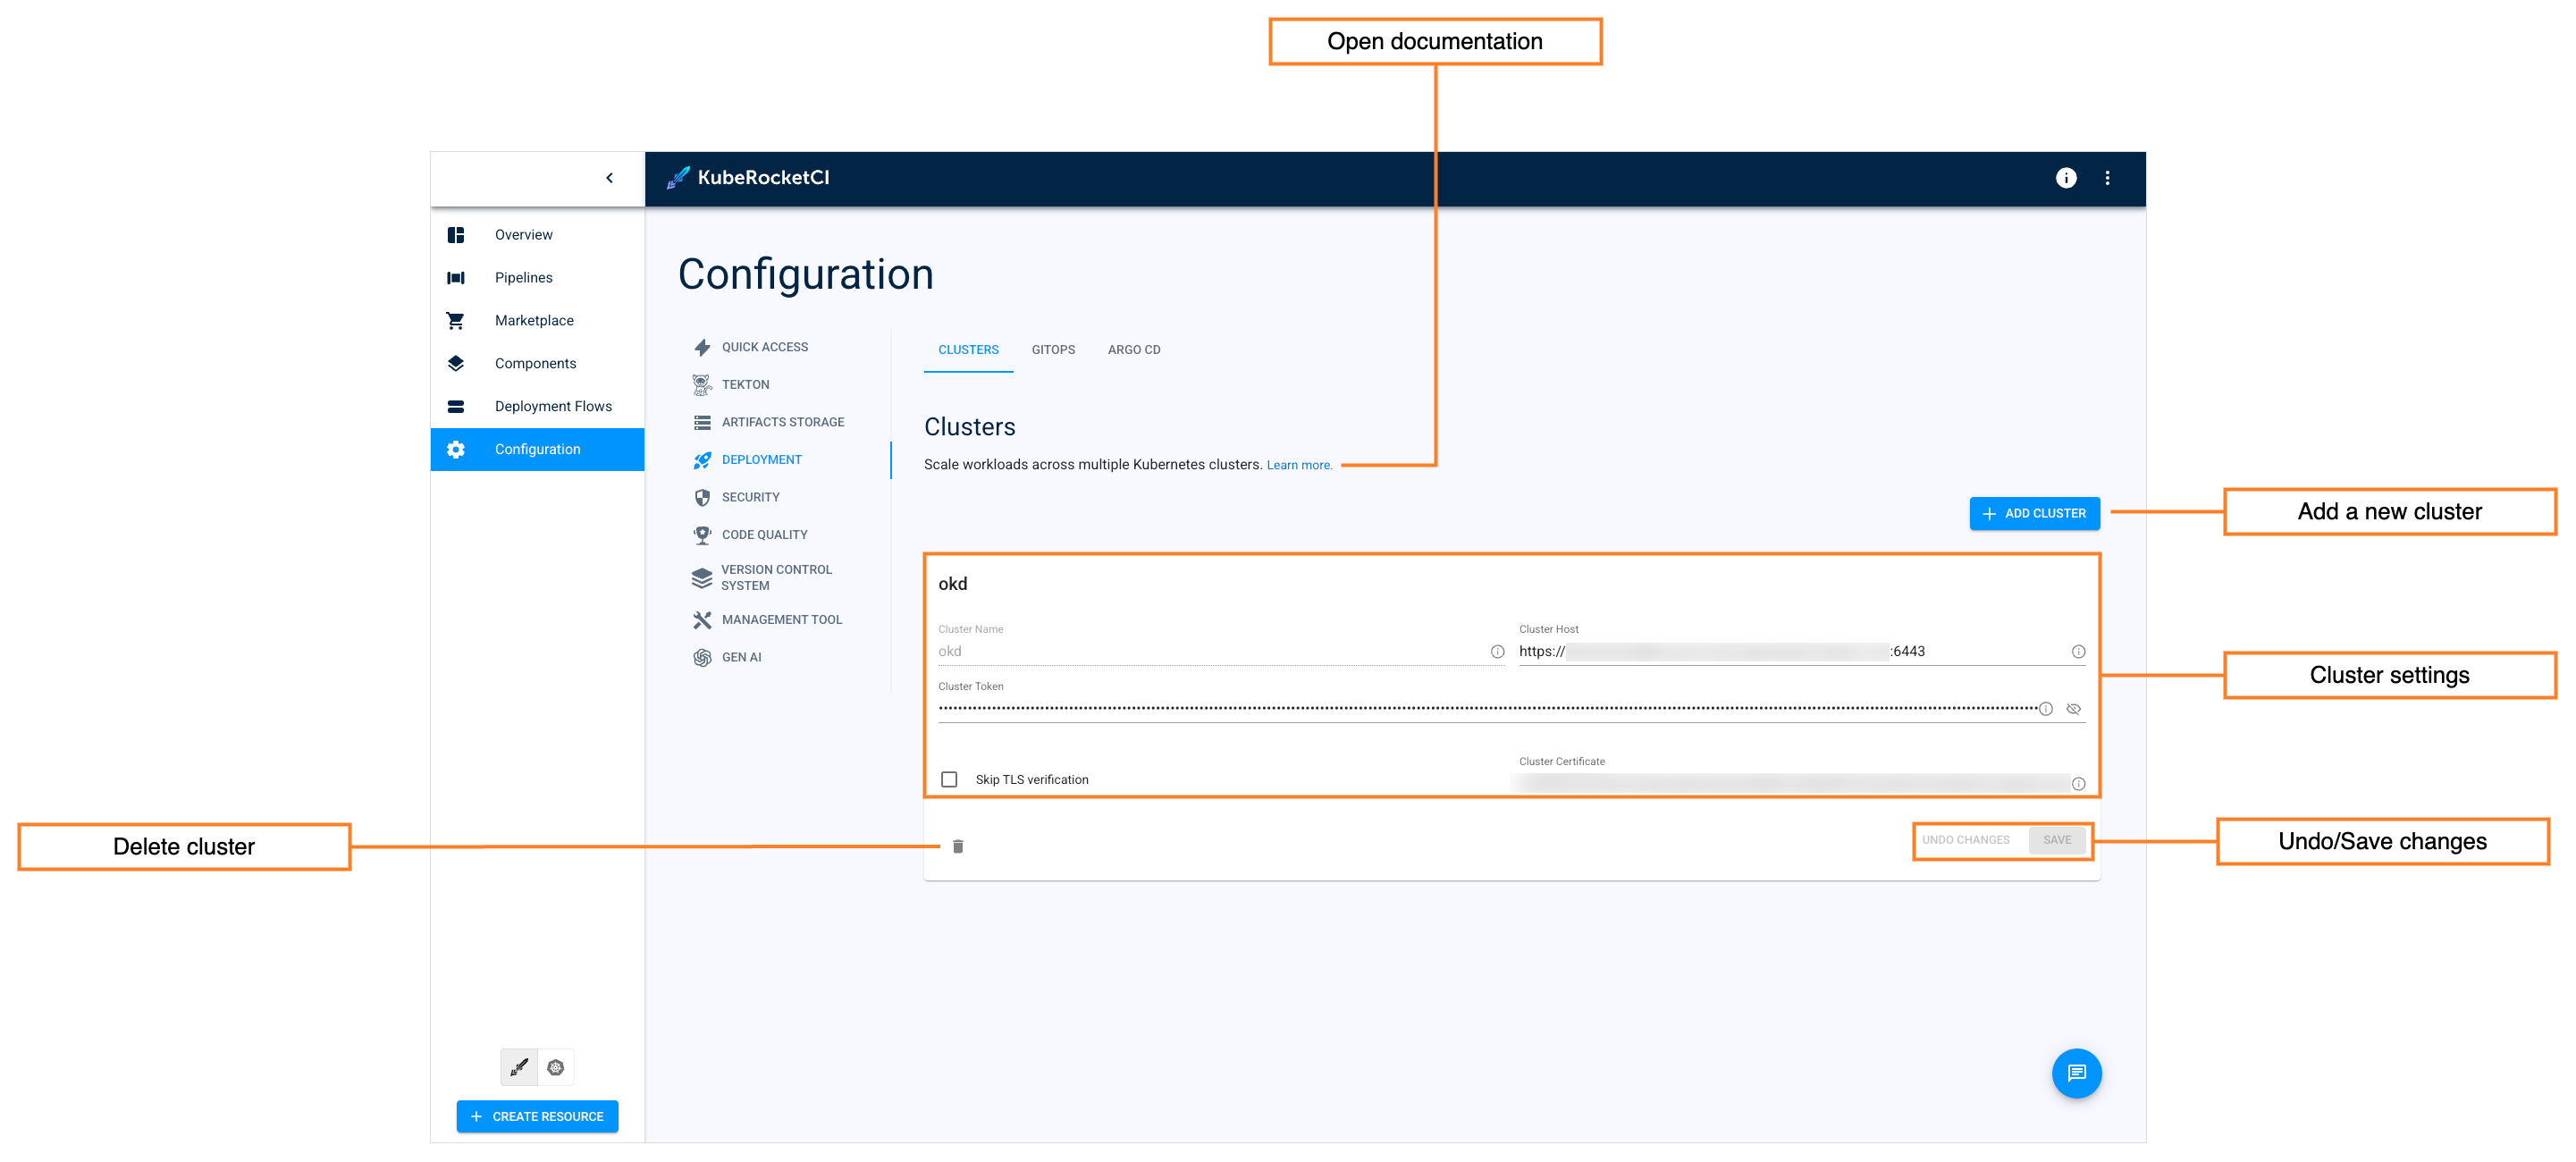 Open documentation
KubeRocketCI
Overview
Pipelines
Marketplace
Components
Deployment Flows
Configuration
Configuration
QUICK ACCESS
TEKTON
ARTIFACTS STORAGE
DEPLOYMENT
SECURITY
CODE QUALITY
VERSION CONTROL
SYSTEM
MANAGEMENT TOOL
GEN AI
CLUSTERS GITOPS ARGO CD
Clusters
Scale workloads across multiple Kubernetes clusters. Learn more.
ADD CLUSTER
Add a new cluster
okd
Cluster Name
okd
Cluster Host
https:// :6443
Cluster settings
Cluster Token
Skip TLS verification
Cluster Certificate
Delete cluster
UNDO CHANGES SAVE
Undo/Save changes
CREATE RESOURCE